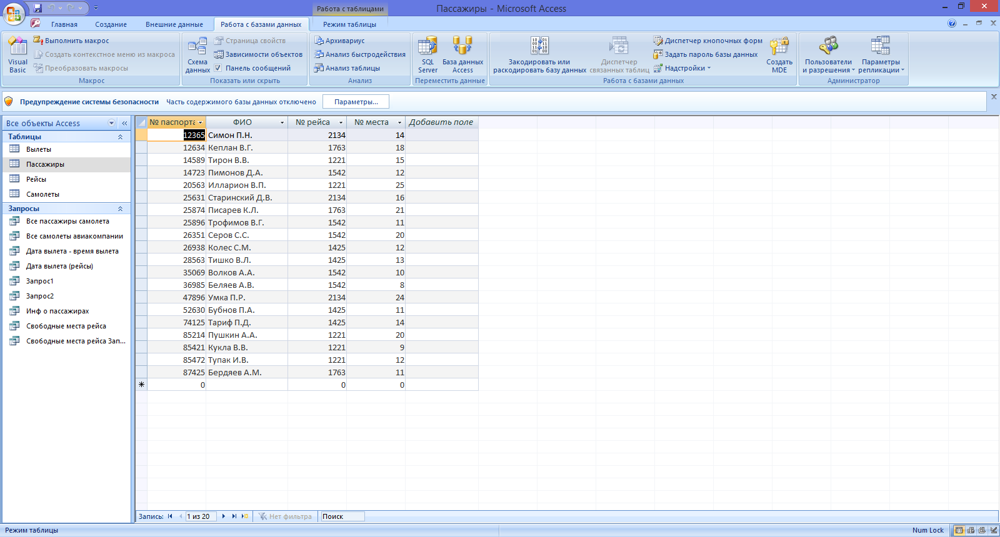 Работа с таблицами
Пассажиры - Microsoft Access
Главная Создание Внешние данные Работа с базами данных Режим таблицы
Visual Basic
Выполнить макрос
Создать контекстное меню из макроса
Преобразовать макросы
Макрос
Схема данных
Страница свойств
Зависимости объектов
Панель сообщений
Показать или скрыть
Архивариус
Анализ быстродействия
Анализ таблицы
Анализ
SQL Server
База данных Access
Переместить данные
Закодировать или раскодировать базу данных
Диспетчер связанных таблиц
Диспетчер кнопочных форм
Задать пароль базы данных
Надстройки
Создать MDE
Работа с базами данных
Пользователи и разрешения
Параметры репликации
Администратор
Предупреждение системы безопасности Часть содержимого базы данных отключено Параметры...
Все объекты Access
Таблицы
Вылеты
Пассажиры
Рейсы
Самолеты
Запросы
Все пассажиры самолета
Все самолеты авиакомпании
Дата вылета - время вылета
Дата вылета (рейсы)
Запрос1
Запрос2
Инф о пассажирах
Свободные места рейса
Свободные места рейса Зап...
№ паспорта ФИО № рейса № места Добавить поле
12365 Симон П.Н. 2134 14
12634 Кеплан В.Г. 1763 18
14589 Тирон В.В. 1221 15
14723 Пимонов Д.А. 1542 12
20563 Илларион В.П. 1221 25
25631 Старинский Д.В. 2134 16
25874 Писарев К.Л. 1763 21
25896 Трофимов В.Г. 1542 11
26351 Серов С.С. 1542 20
26938 Колес С.М. 1425 12
28563 Тишко В.Л. 1425 13
35069 Волков А.А. 1542 10
36985 Беляев А.В. 1542 8
47896 Умка П.Р. 2134 24
52630 Бубнов П.А. 1425 11
74125 Тариф П.Д. 1425 14
85214 Пушкин А.А. 1221 20
85421 Кукла В.В. 1221 9
85472 Тупак И.В. 1221 12
87425 Бердяев А.М. 1763 11
0 0 0
Запись: 1 из 20 Нет фильтра Поиск
Режим таблицы Num Lock